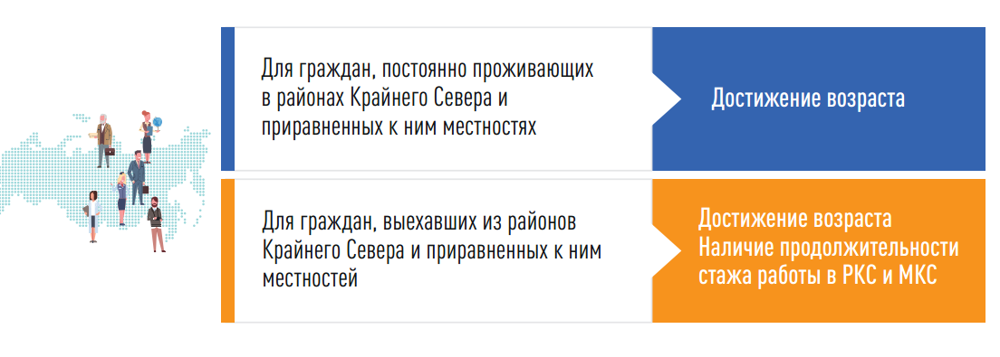 Для граждан, постоянно проживающих
в районах Крайнего Севера и
приравненных к ним местностях
Достижение возраста
Для граждан, выехавших из районов
Крайнего Севера и приравненных к ним
местностей
Достижение возраста
Наличие продолжительности
стажа работы в РКС и МКС